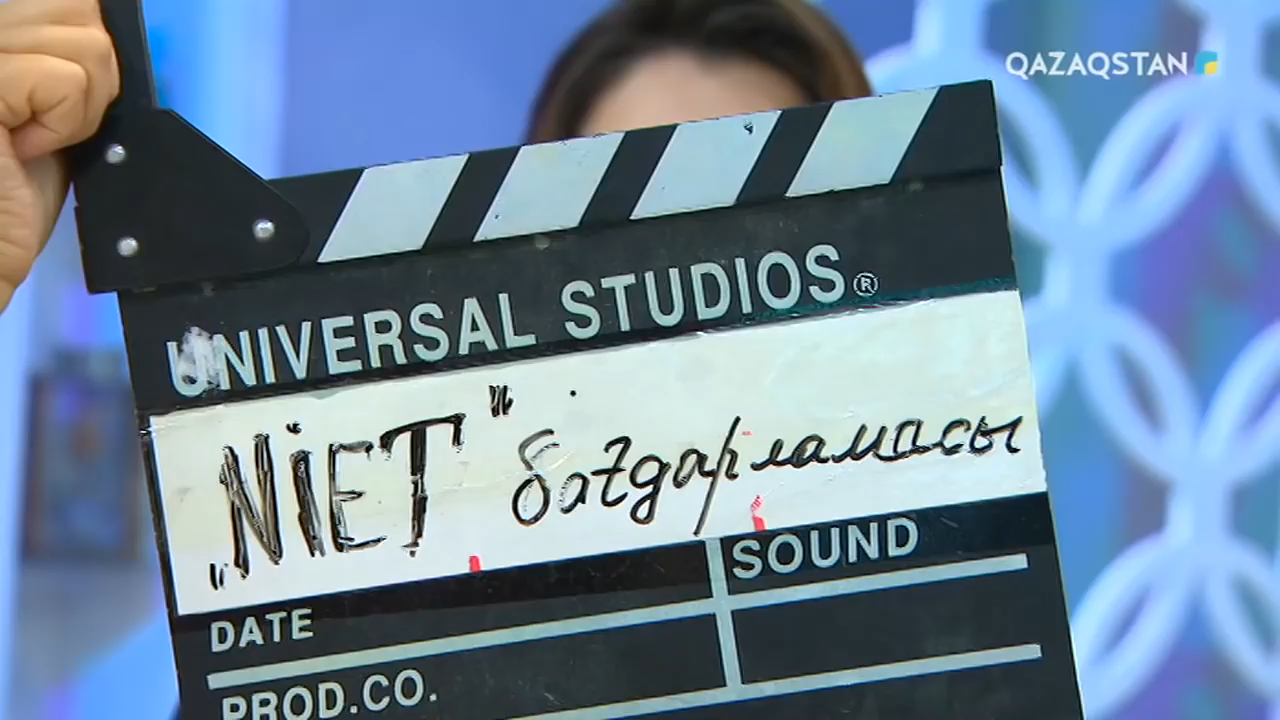 QAZAQSTAN
UNIVERSAL STUDIOS®
„NİET" бағдарламасы
SOUND
DATE
PROD.CO.